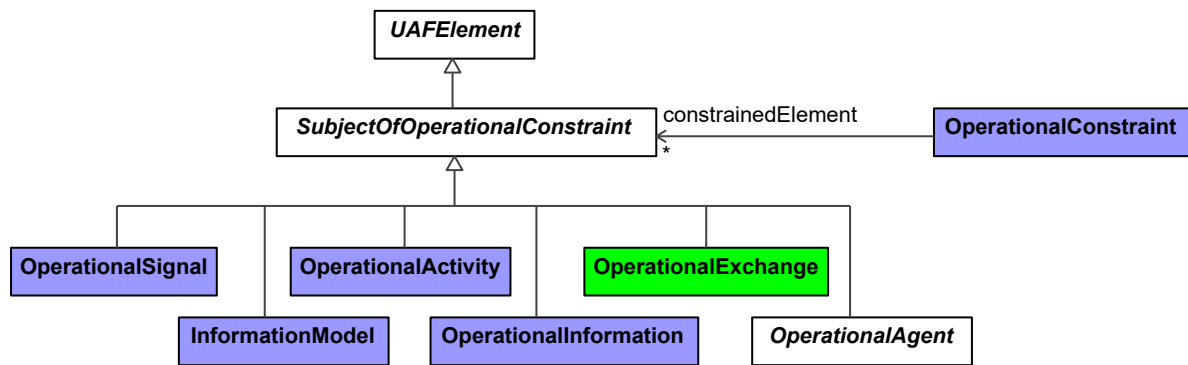 UAFElement
SubjectOfOperationalConstraint
constrainedElement
*
OperationalConstraint
OperationalSignal
OperationalActivity
OperationalExchange
InformationModel
OperationalInformation
OperationalAgent